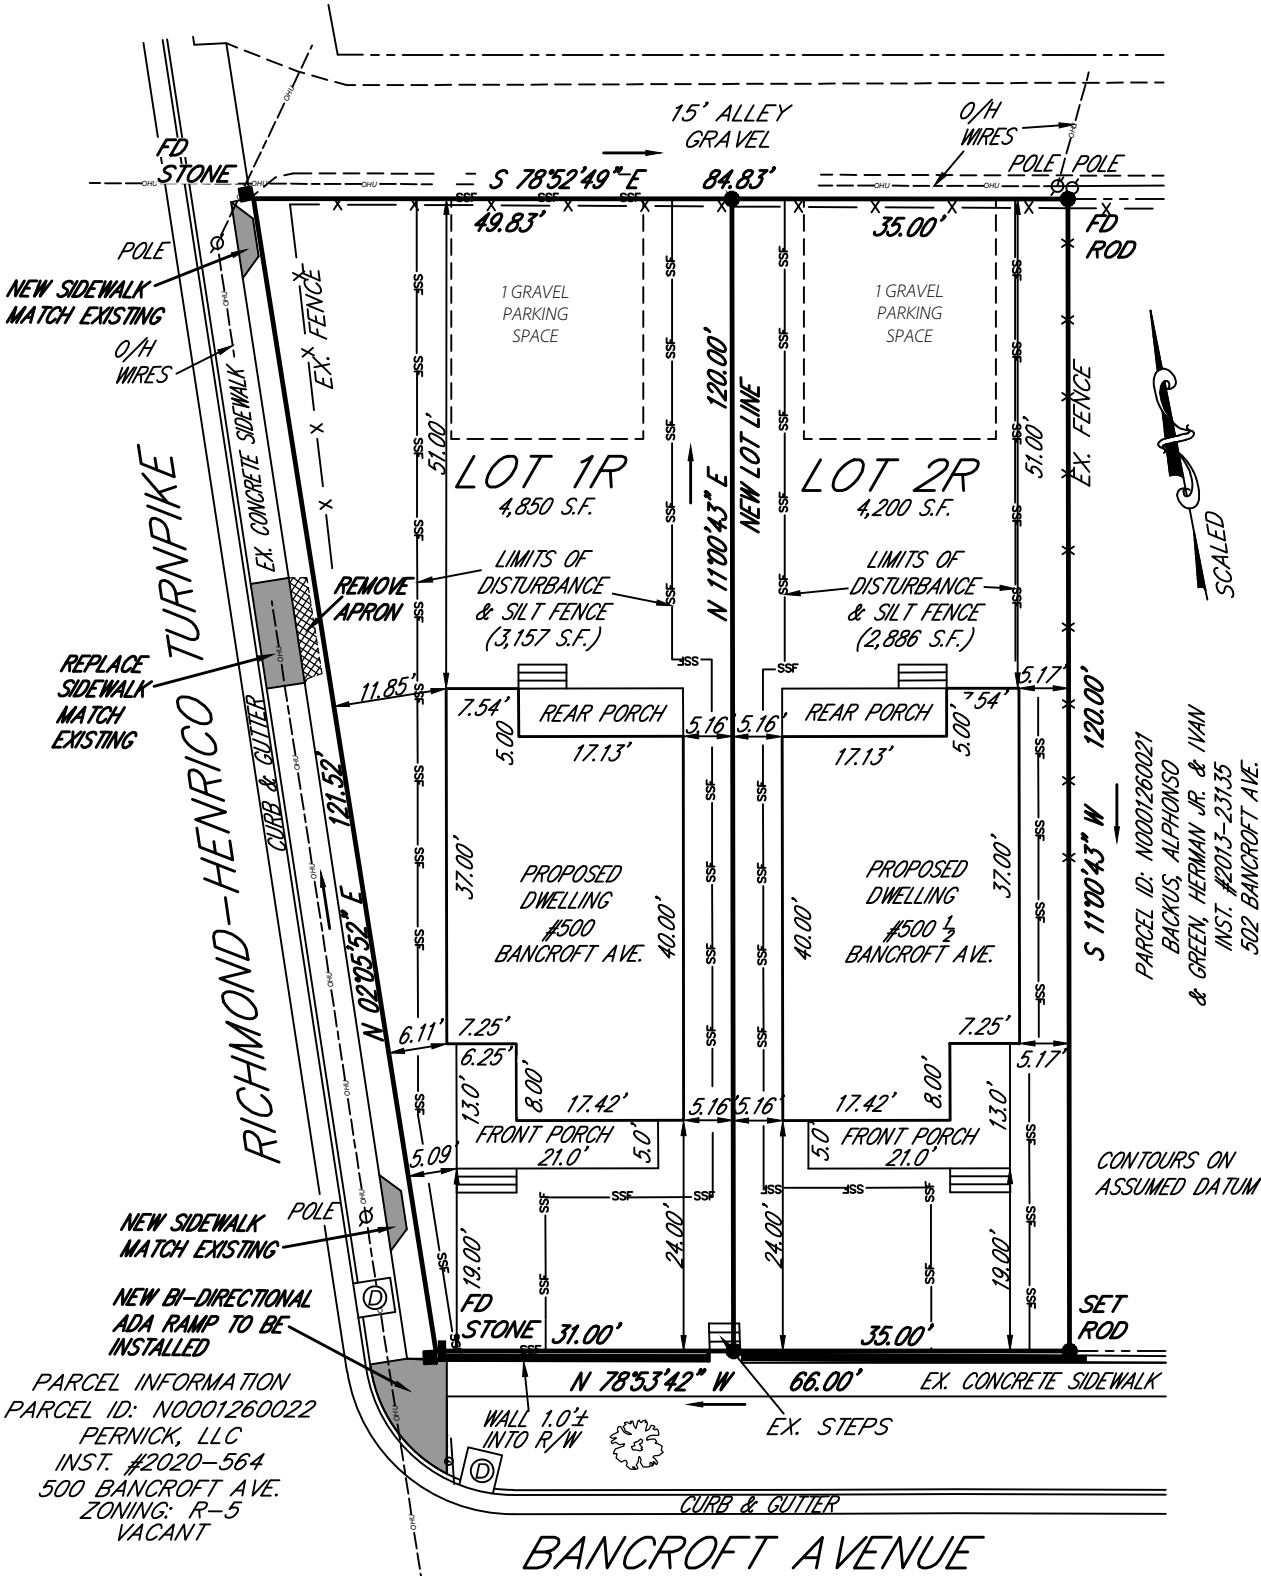 15' ALLEY
GRAVEL
O/H
WIRES
POLE
POLE
FD
STONE
S 78°52'49" E
84.83'
49.83'
35.00'
FD
ROD
POLE
NEW SIDEWALK
MATCH EXISTING
O/H
WIRES
EX. CONCRETE SIDEWALK
EX. FENCE
1 GRAVEL
PARKING
SPACE
1 GRAVEL
PARKING
SPACE
51.00'
120.00'
N 11°00'43" E
NEW LOT LINE
51.00'
EX. FENCE
SCALED
LOT 1R
4,850 S.F.
LOT 2R
4,200 S.F.
LIMITS OF
DISTURBANCE
& SILT FENCE
(3,157 S.F.)
LIMITS OF
DISTURBANCE
& SILT FENCE
(2,886 S.F.)
REMOVE
APRON
REPLACE
SIDEWALK
MATCH
EXISTING
RICHMOND-HENRICO TURNPIKE
CURB & GUTTER
11.85'
7.54'
5.00'
REAR PORCH
17.13'
5.16'
5.16'
REAR PORCH
17.13'
7.54'
5.00'
5.17'
121.52'
N 02°05'52" E
37.00'
PROPOSED
DWELLING
#500
BANCROFT AVE.
40.00'
40.00'
PROPOSED
DWELLING
#500 1/2
BANCROFT AVE.
37.00'
120.00'
S 11°00'43" W
PARCEL ID: N0001260021
BACKUS, ALPHONSO
& GREEN, HERMAN JR. & IVAN
INST. #2013-23135
502 BANCROFT AVE.
6.11'
7.25'
6.25'
13.0'
8.00'
17.42'
5.16'
5.16'
17.42'
8.00'
7.25'
13.0'
5.17'
FRONT PORCH
21.0'
5.0'
5.0'
FRONT PORCH
21.0'
5.09'
CONTOURS ON
ASSUMED DATUM
POLE
NEW SIDEWALK
MATCH EXISTING
19.00'
24.00'
24.00'
19.00'
NEW BI-DIRECTIONAL
ADA RAMP TO BE
INSTALLED
D
FD
STONE
31.00'
35.00'
SET
ROD
N 78°53'42" W
66.00'
EX. CONCRETE SIDEWALK
PARCEL INFORMATION
PARCEL ID: N0001260022
PERNICK, LLC
INST. #2020-564
500 BANCROFT AVE.
ZONING: R-5
VACANT
WALL 1.0'±
INTO R/W
EX. STEPS
D
CURB & GUTTER
BANCROFT AVENUE
SSF
OHU